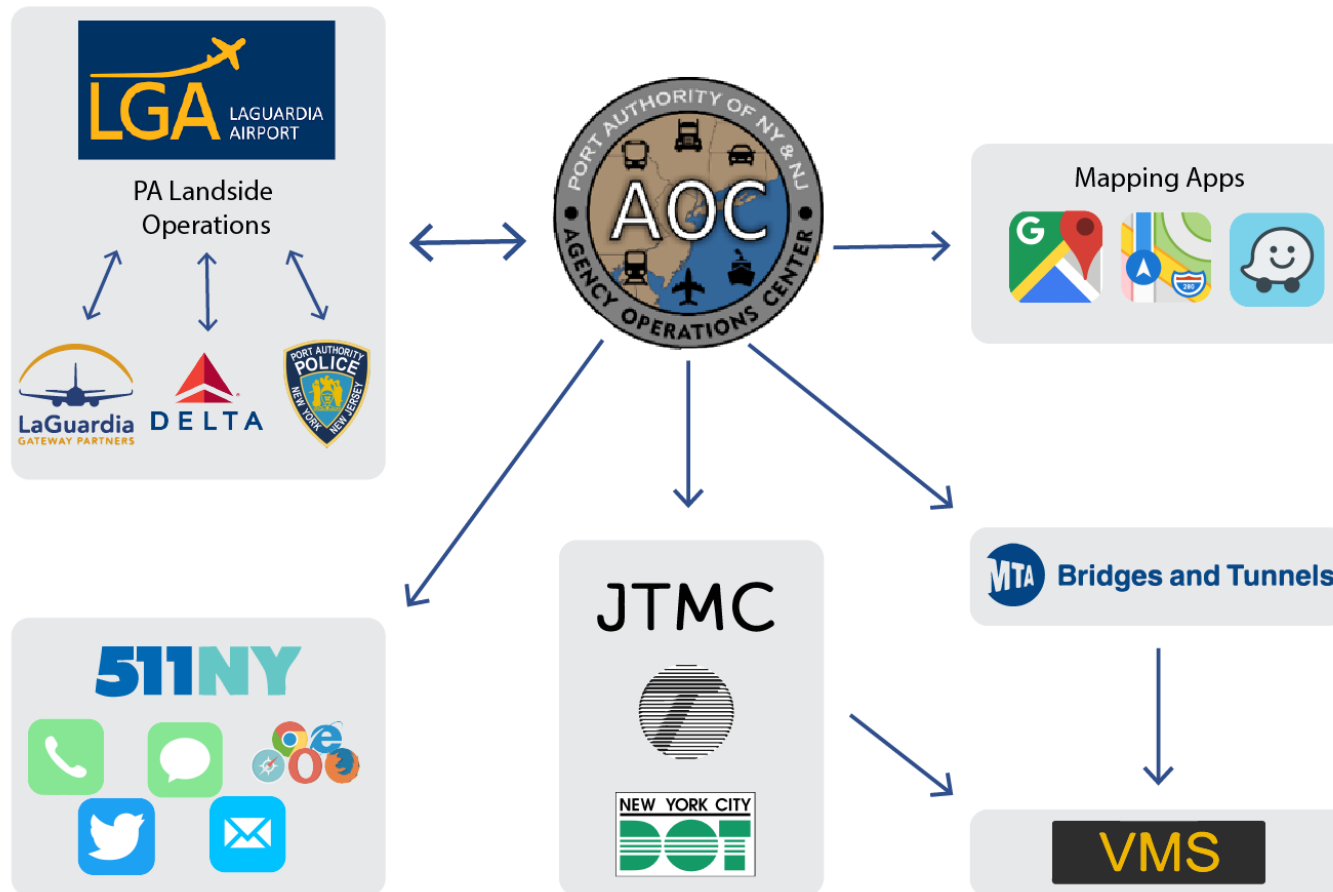 LGA
LAGUARDIA
AIRPORT
PA Landside
Operations
LaGuardia
GATEWAY PARTNERS
DELTA
PORT AUTHORITY
POLICE
NEW YORK
NEW JERSEY
PORT AUTHORITY OF NY & NJ
AOC
AGENCY OPERATIONS CENTER
Mapping Apps
G
280
511NY
JTMC
NEW YORK CITY
DOT
MTA
Bridges and Tunnels
VMS